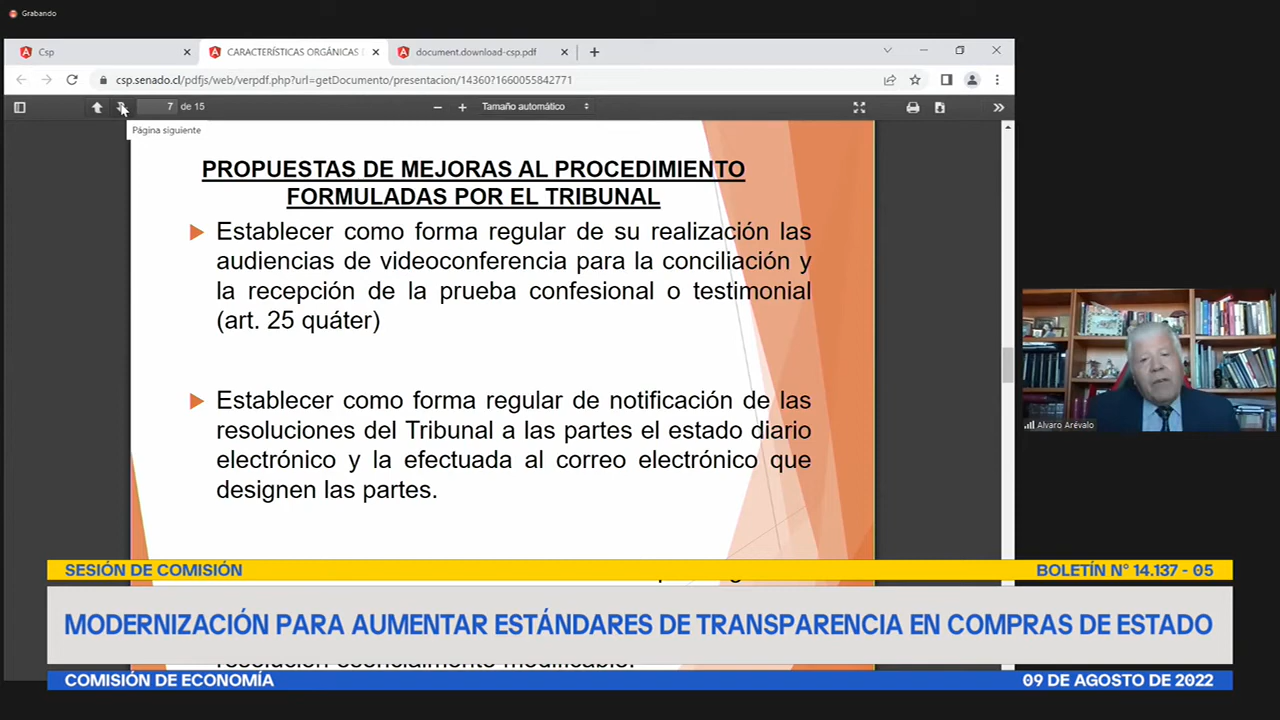 Grabando
Csp
CARACTERÍSTICAS ORGÁNICAS
document.download-csp.pdf
csp.senado.cl/pdfjs/web/verpdf.php?url=getDocumento/presentacion/14360?1660055842771
7 de 15
Tamaño automático
Página siguiente
PROPUESTAS DE MEJORAS AL PROCEDIMIENTO
FORMULADAS POR EL TRIBUNAL
Establecer como forma regular de su realización las
audiencias de videoconferencia para la conciliación y
la recepción de la prueba confesional o testimonial
(art. 25 quáter)
Establecer como forma regular de notificación de las
resoluciones del Tribunal a las partes el estado diario
electrónico y la efectuada al correo electrónico que
designen las partes.
Alvaro Arévalo
SESIÓN DE COMISIÓN
BOLETÍN N° 14.137 - 05
MODERNIZACIÓN PARA AUMENTAR ESTÁNDARES DE TRANSPARENCIA EN COMPRAS DE ESTADO
resolución esencialmente modificable.
COMISIÓN DE ECONOMÍA
09 DE AGOSTO DE 2022